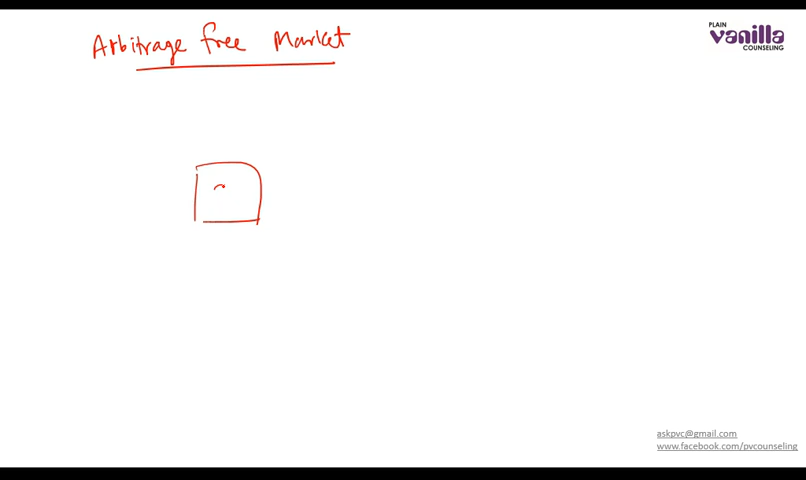 Arbitrage free Market
PLAIN
vanilla
COUNSELING
askpvc@gmail.com
www.facebook.com/pvcounseling